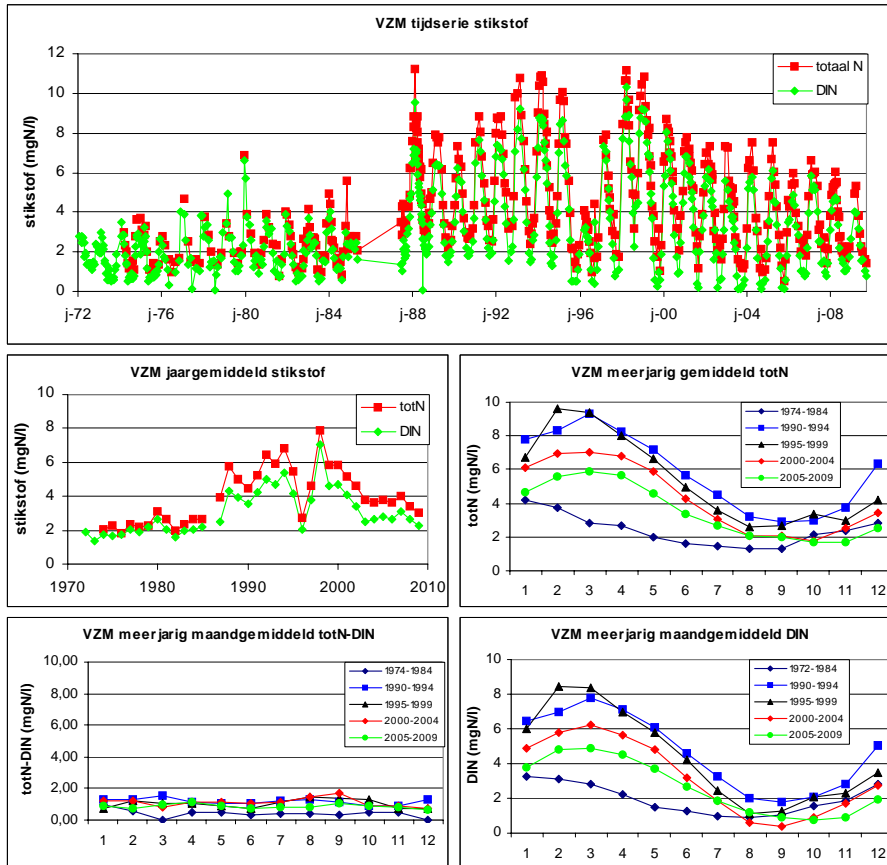 VZM tijdserie stikstof
stikstof (mgN/l)
12
10
8
6
4
2
0
j-72 j-76 j-80 j-84 j-88 j-92 j-96 j-00 j-04 j-08
totaal N
DIN
VZM jaargemiddeld stikstof
stikstof (mgN/l)
10
8
6
4
2
0
1970 1980 1990 2000 2010
totN
DIN
VZM meerjarig gemiddeld totN
totN (mgN/l)
10
8
6
4
2
0
1 2 3 4 5 6 7 8 9 10 11 12
1974-1984
1990-1994
1995-1999
2000-2004
2005-2009
VZM meerjarig maandgemiddeld totN-DIN
totN-DIN (mgN/l)
10,00
8,00
6,00
4,00
2,00
0,00
1 2 3 4 5 6 7 8 9 10 11 12
1974-1984
1990-1994
1995-1999
2000-2004
2005-2009
VZM meerjarig maandgemiddeld DIN
DIN (mgN/l)
10
8
6
4
2
0
1 2 3 4 5 6 7 8 9 10 11 12
1972-1984
1990-1994
1995-1999
2000-2004
2005-2009